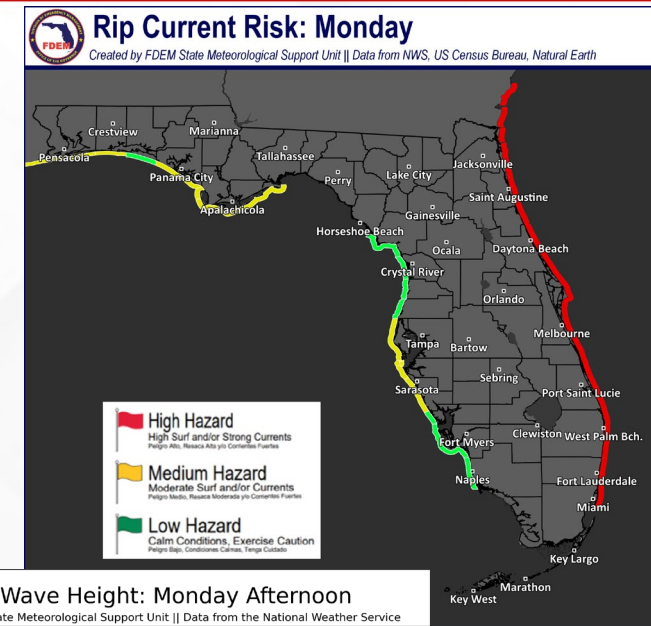 Rip Current Risk: Monday
Created by FDEM State Meteorological Support Unit || Data from NWS, US Census Bureau, Natural Earth
FDEM
Crestview
Marianna
Pensacola
Tallahassee
Jacksonville
Panama City
Perry
Lake City
Saint Augustine
Apalachicola
Gainesville
Horseshoe Beach
Ocala
Daytona Beach
Crystal River
Orlando
Melbourne
Tampa
Bartow
Sebring
Sarasota
Port Saint Lucie
Clewiston
West Palm Bch.
Fort Myers
Naples
Fort Lauderdale
Miami
Key Largo
Marathon
Key West
High Hazard
High Surf and/or Strong Currents
Peligro Alto, Resaca Alta y/o Corrientes Fuertes
Medium Hazard
Moderate Surf and/or Currents
Peligro Medio, Resaca Moderada y/o Corrientes Fuertes
Low Hazard
Calm Conditions, Exercise Caution
Peligro Bajo, Condiciones Calmas, Tenga Cuidado
Wave Height: Monday Afternoon
ate Meteorological Support Unit || Data from the National Weather Service